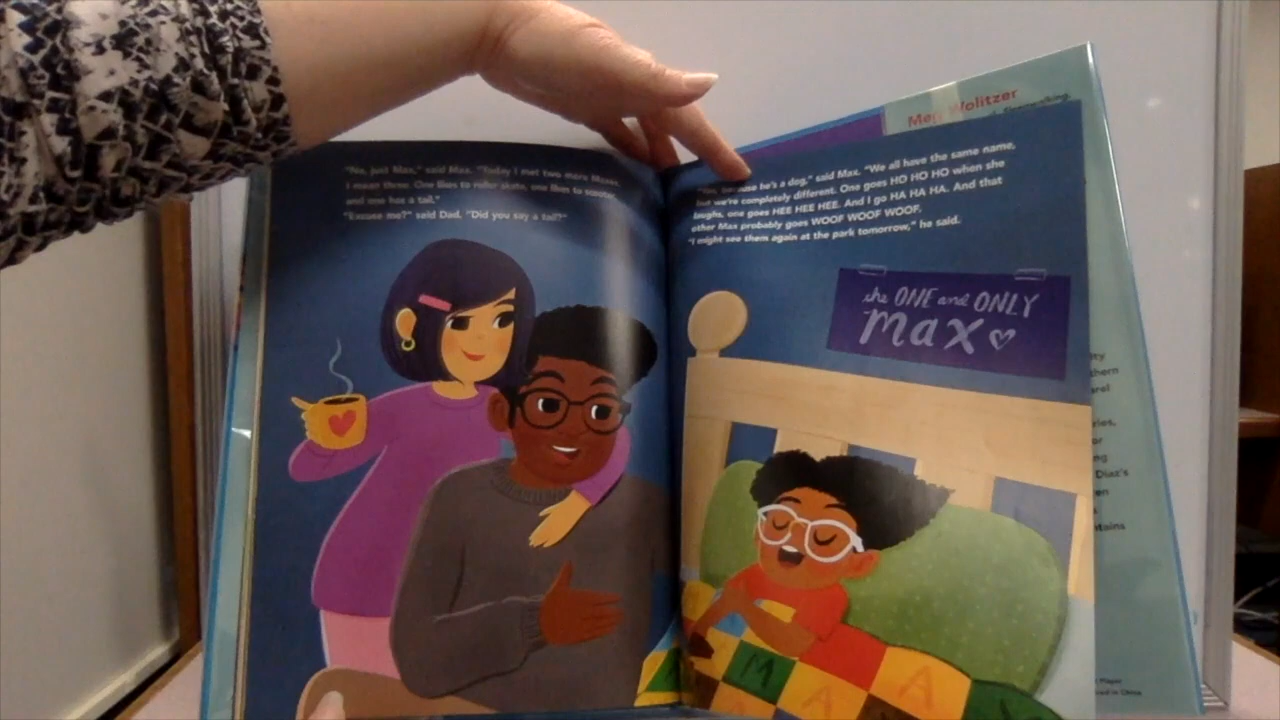 "No, just Max," said Max. "Today I met two more Maxes.
I mean three. One likes to roller skate, one likes to scooter,
and one has a tail."
"Excuse me?" said Dad. "Did you say a tail?"
he's a dog," said Max. "We all have the same name,
but we're completely different. One goes HO HO HO when she
laughs, one goes HEE HEE HEE. And I go HA HA HA. And that
other Max probably goes WOOF WOOF WOOF.
"I might see them again at the park tomorrow," he said.
the ONE and ONLY
max
M
A
A
Meg Wolitzer
Diaz's